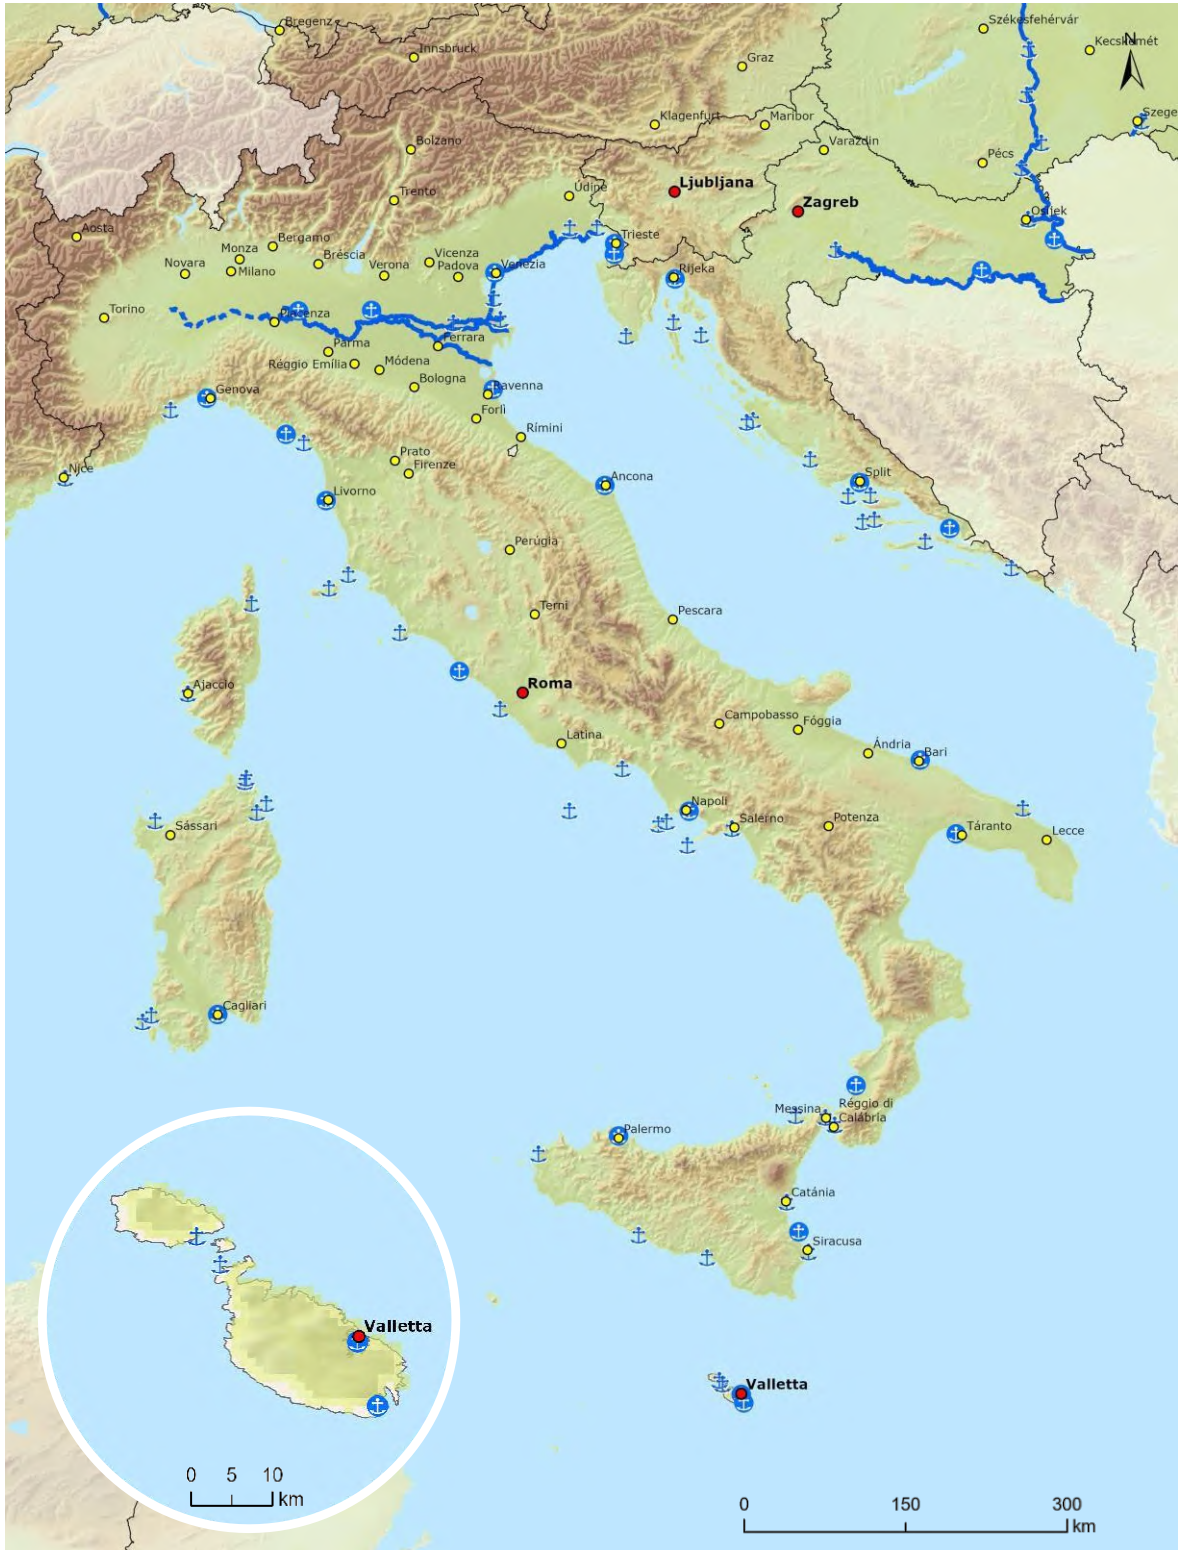 Bregenz
Székesfehérvár
Innsbruck
Graz
Kecskemét
N
Klagenfurt
Maribor
Szege
Bolzano
Varazdin
Pécs
Trento
Udine
Ljubljana
Zagreb
Osijek
Aosta
Bergamo
Monza
Trieste
Novara
Milano
Bréscia
Verona
Vicenza
Padova
Venezia
Rijeka
Torino
Piacenza
Parma
Ferrara
Réggio Emília
Módena
Bologna
Genova
Ravenna
Forlì
Rímini
Prato
Firenze
Nice
Livorno
Ancona
Split
Perúgia
Terni
Pescara
Ajaccio
Roma
Latina
Campobasso
Fóggia
Ándria
Bari
Sássari
Napoli
Salerno
Potenza
Táranto
Lecce
Cagliari
Messina
Réggio di
Calábria
Palermo
Catánia
Siracusa
Valletta
Valletta
0 5 10
km
0 150 300
km